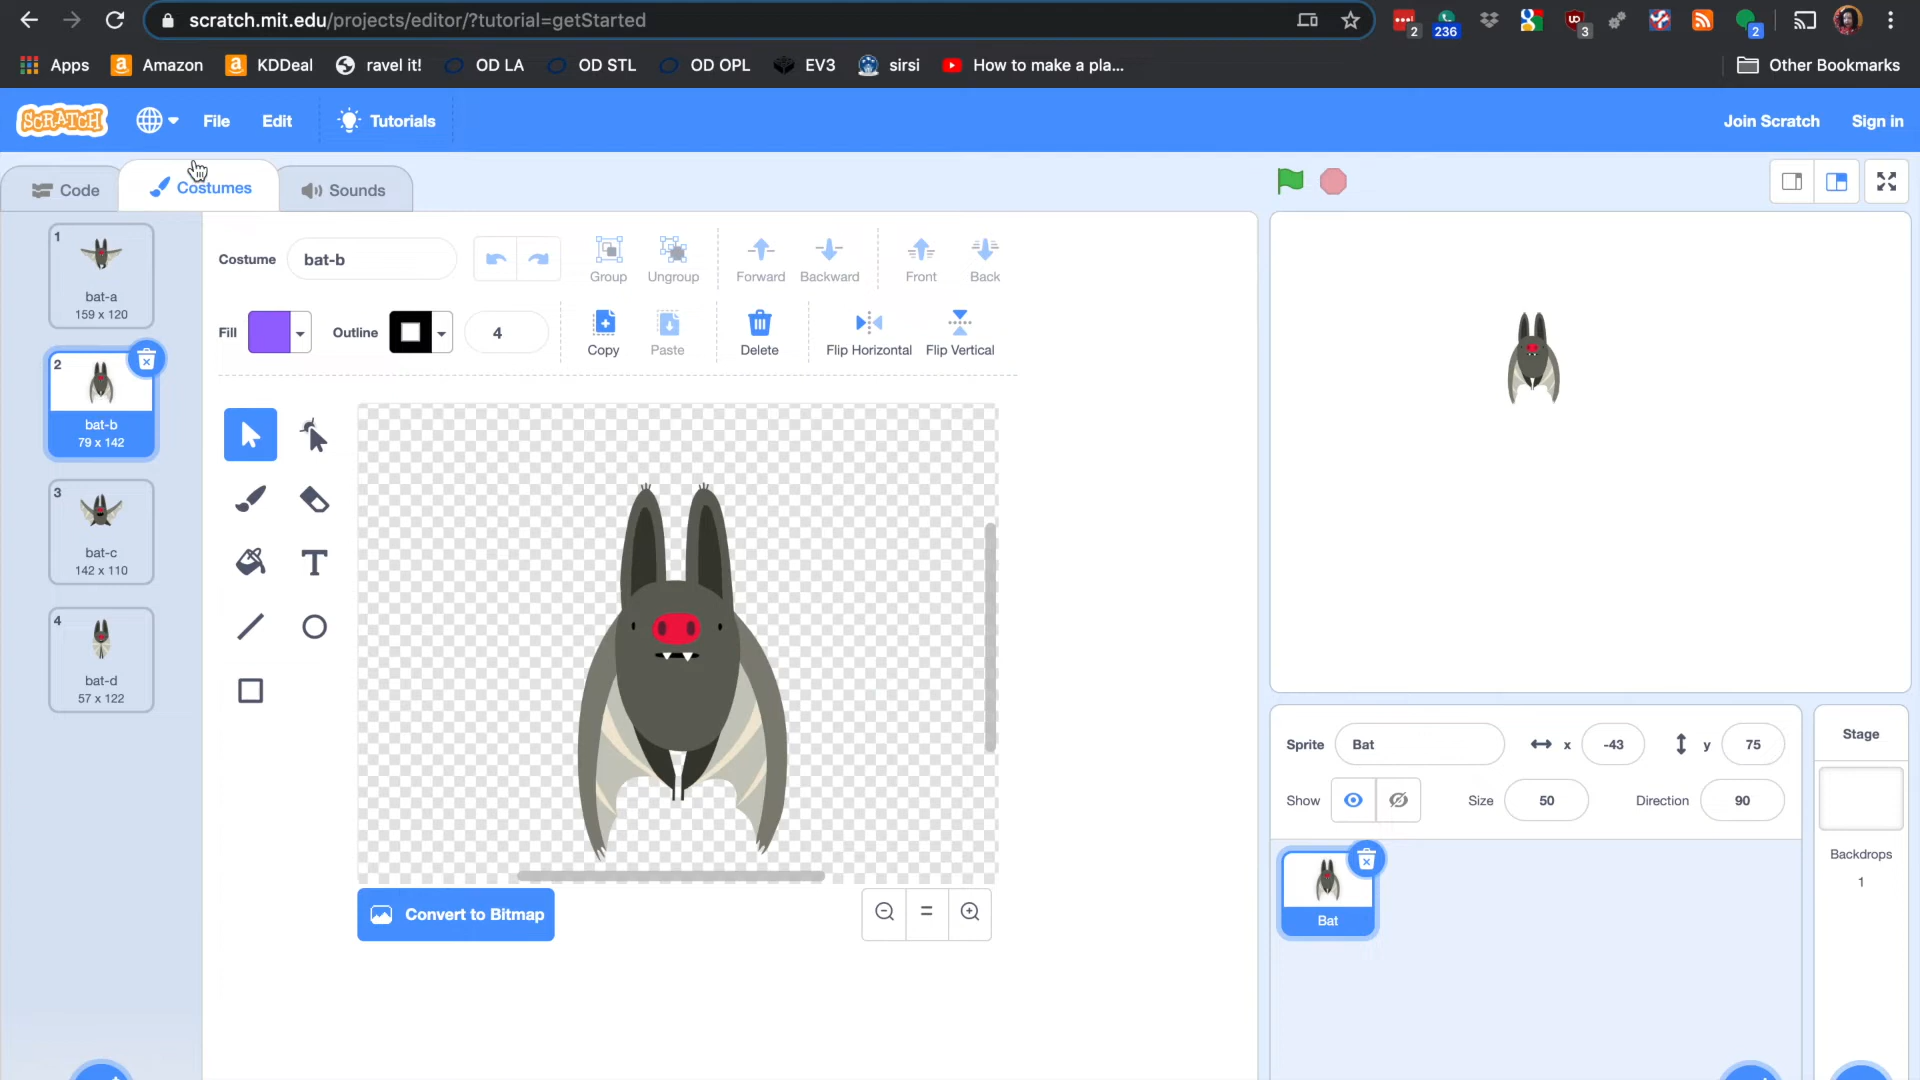 scratch.mit.edu/projects/editor/?tutorial=getStarted
2 236 3 2
Apps Amazon KDDeal ravel it! OD LA OD STL OD OPL EV3 sirsi How to make a pla... Other Bookmarks
SCRATCH File Edit Tutorials Join Scratch Sign in
Code Costumes Sounds
1
bat-a
159 x 120
2
bat-b
79 x 142
3
bat-c
142 x 110
4
bat-d
57 x 122
Costume bat-b Group Ungroup Forward Backward Front Back
Fill Outline 4 Copy Paste Delete Flip Horizontal Flip Vertical
T
Convert to Bitmap
Sprite Bat x -43 y 75
Show Size 50 Direction 90
Bat
Stage
Backdrops
1